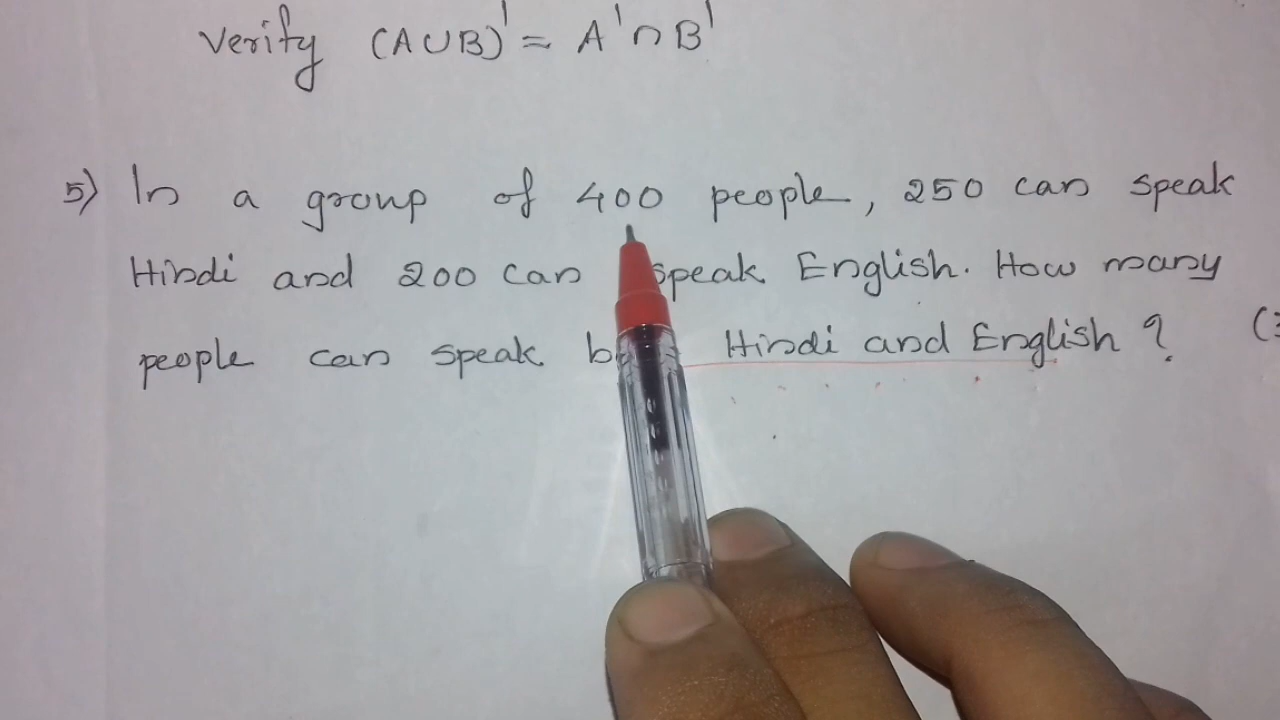 Verify (A∪B)' = A'∩B'
5) In a group of 400 people, 250 can speak
Hindi and 200 can speak English. How many
people can speak Hindi and English ?